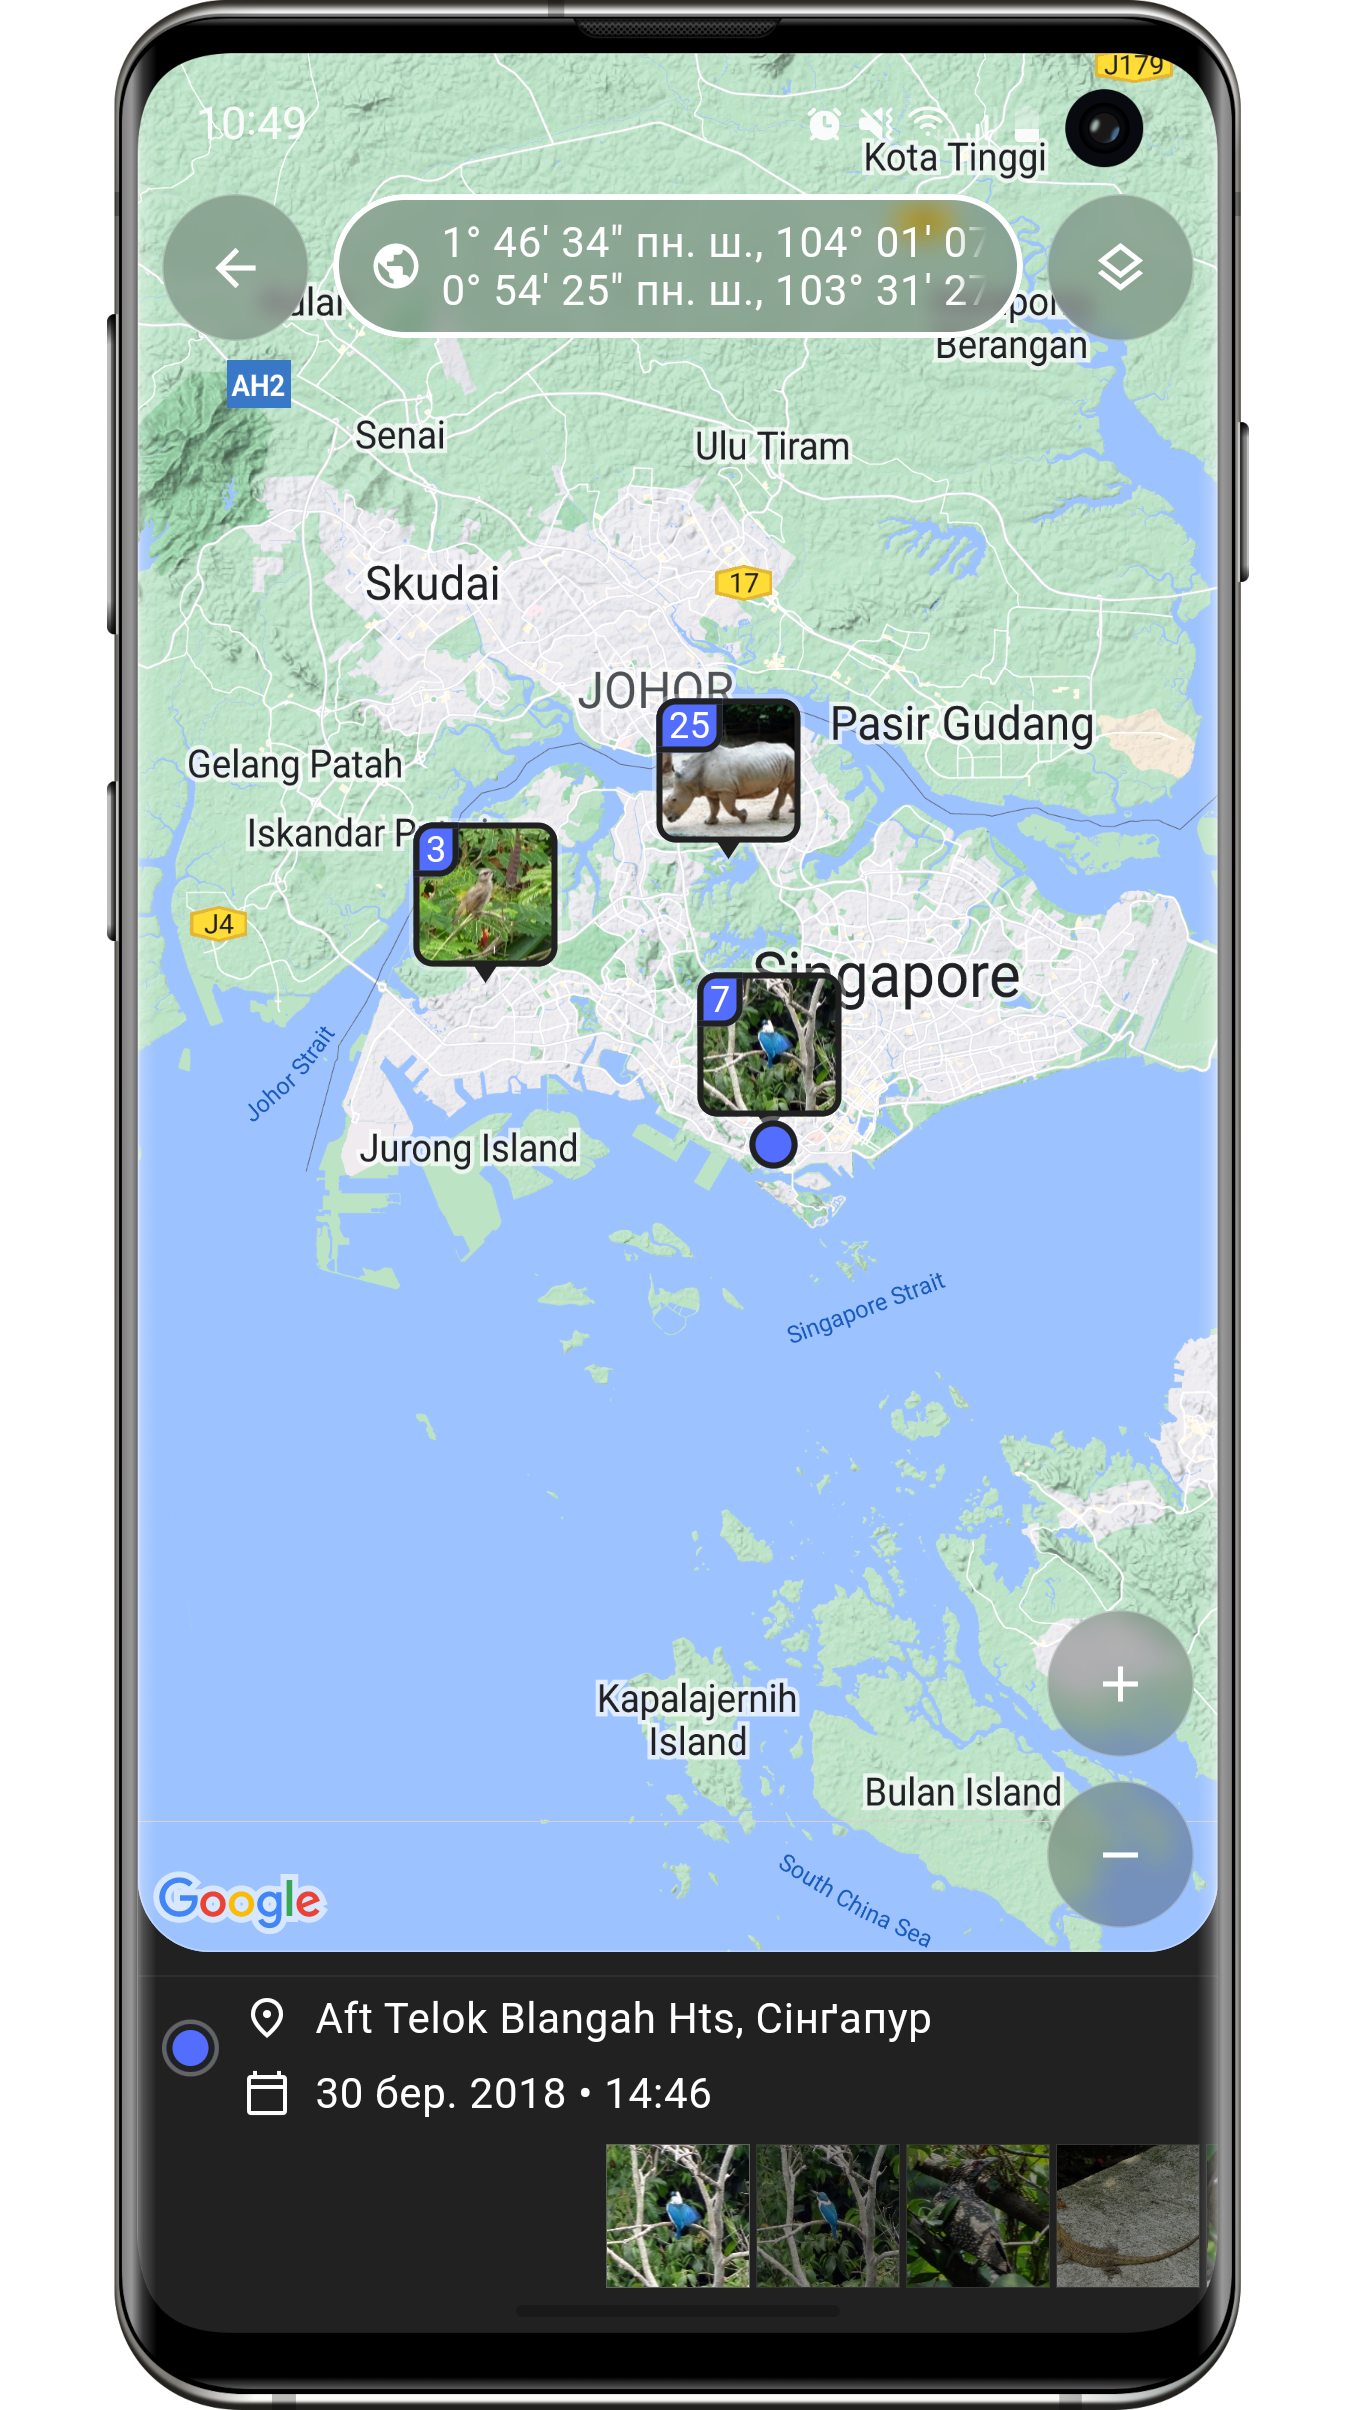 J179
10:49
Kota Tinggi
1° 46' 34" пн. ш., 104° 01' 07
0° 54' 25" пн. ш., 103° 31' 27
Berangan
AH2
Senai
Ulu Tiram
Skudai
17
JOHOR
25
Pasir Gudang
Gelang Patah
Iskandar
3
J4
Singapore
7
Johor Strait
Jurong Island
Singapore Strait
Kapalajernih
Island
Bulan Island
South China Sea
Google
Aft Telok Blangah Hts, Сінґапур
30 бер. 2018 • 14:46